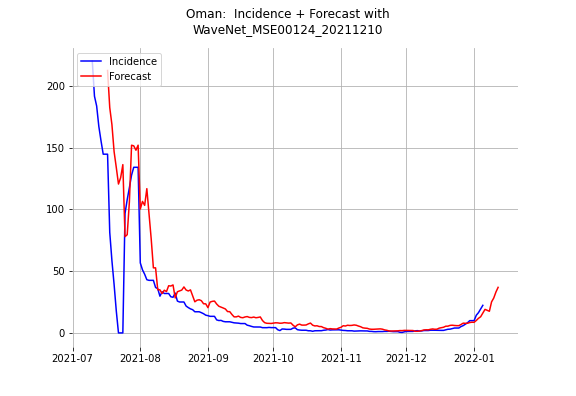 Oman:  Incidence + Forecast with
WaveNet_MSE00124_20211210
Incidence
Forecast
200
150
100
50
0
2021-07 2021-08 2021-09 2021-10 2021-11 2021-12 2022-01